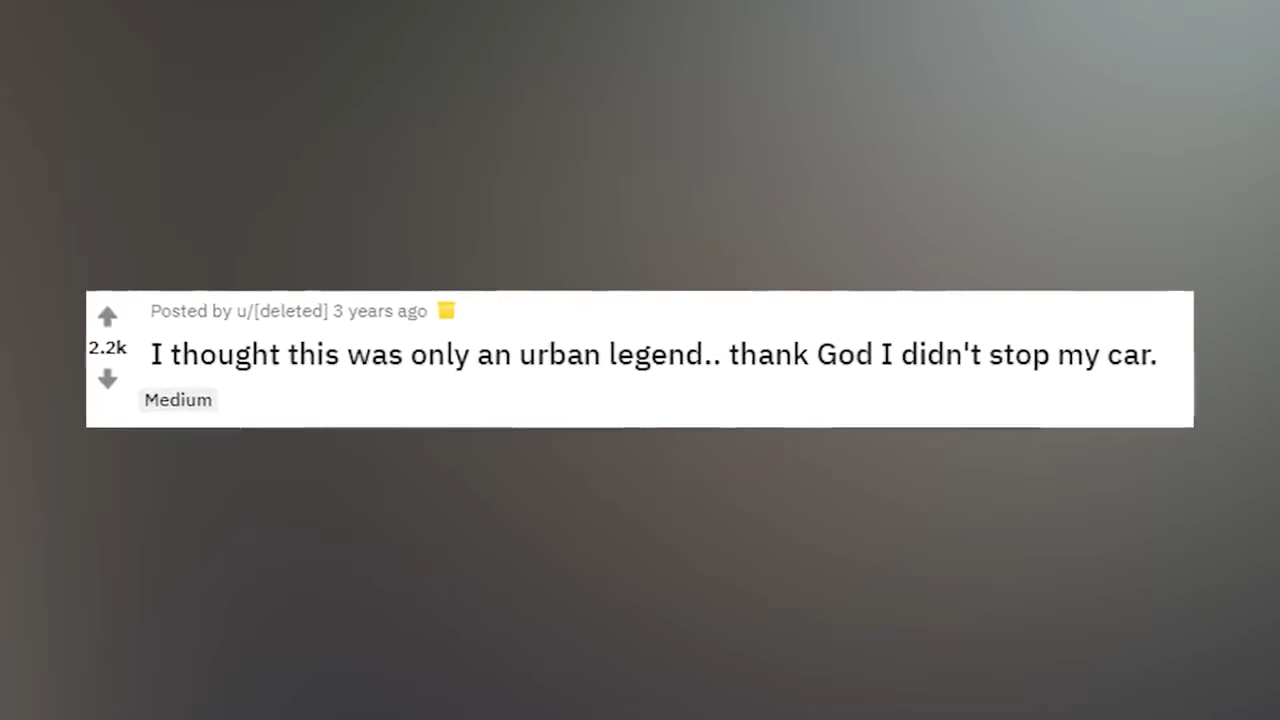 Posted by u/[deleted] 3 years ago
2.2k
I thought this was only an urban legend.. thank God I didn't stop my car.
Medium